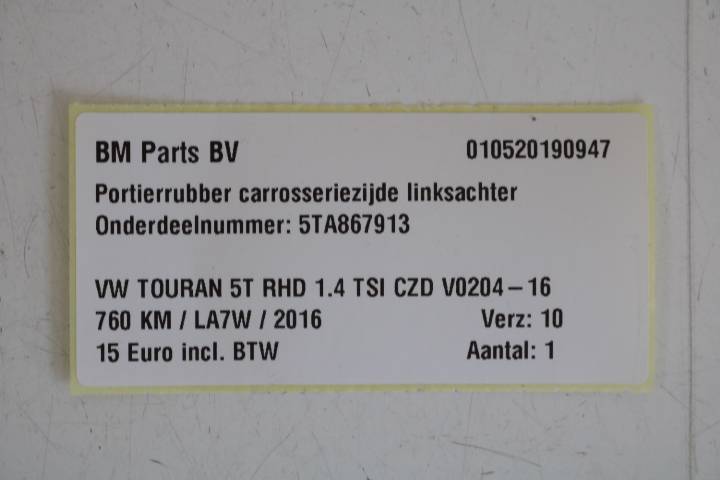 BM Parts BV 010520190947
Portierrubber carrosseriezijde linksachter
Onderdeelnummer: 5TA867913
VW TOURAN 5T RHD 1.4 TSI CZD V0204-16
760 KM / LA7W / 2016 Verz: 10
15 Euro incl. BTW Aantal: 1